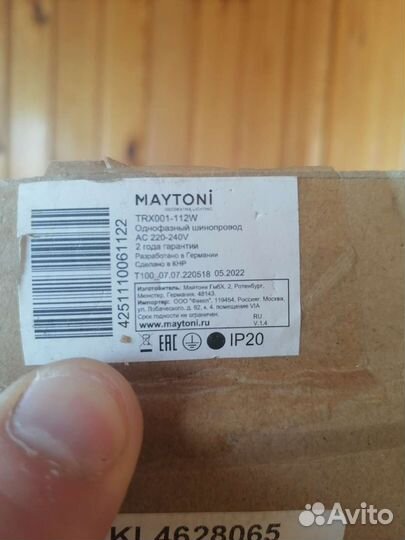 MAYTONi
DECORATIVE LIGHTING
TRX001-112W
Однофазный шинопровод
AC 220-240V
2 года гарантии
Разработано в Германии
Сделано в КНР
T100_07.07.220518 05.2022
Изготовитель: Майтони ГмбХ, 2, Ротенбург,
Мюнстер, Германия, 48143.
Импортер: ООО "Фиел", 119454, Россия, Москва,
ул. Лобачевского, д. 92, к. 4. помещение VIA
Срок годности не ограничен.
www.maytoni.ru
RU
V.1.4
EAC
IP20
4251110061122
KL4628065
Avito